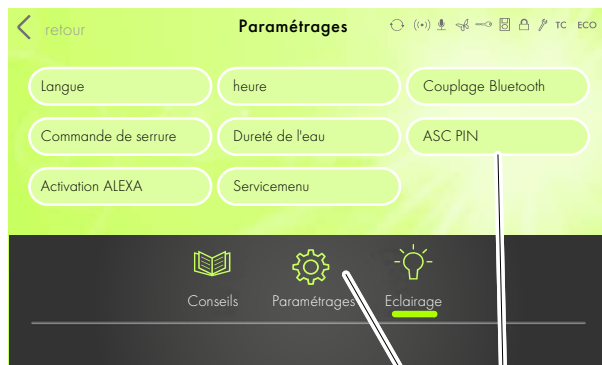 retour Paramétrages TC ECO
Langue heure Couplage Bluetooth
Commande de serrure Dureté de l'eau ASC PIN
Activation ALEXA Servicemenu
Conseils Paramétrages Eclairage